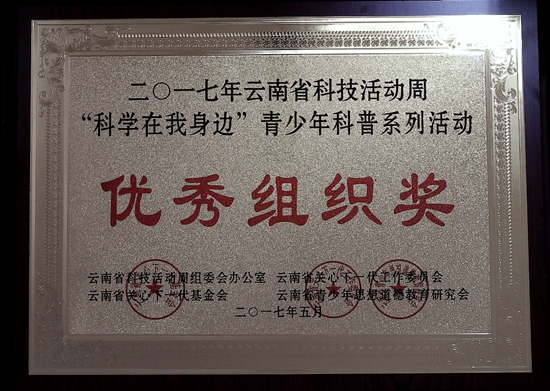 二〇一七年云南省科技活动周
“科学在我身边”青少年科普系列活动
优秀组织奖
云南省科技活动周组委会办公室 云南省关心下一代工作委员会
云南省关心下一代基金会 云南省青少年思想道德教育研究会
二〇一七年五月